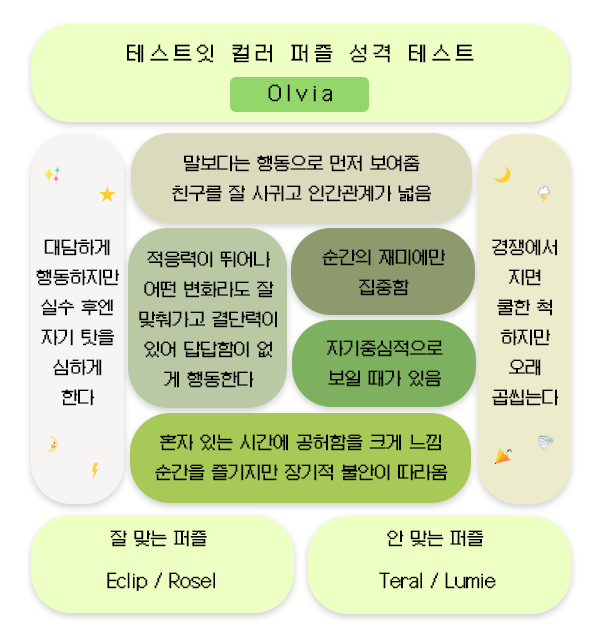 테스트잇 컬러 퍼즐 성격 테스트
Olvia
말보다는 행동으로 먼저 보여줌
친구를 잘 사귀고 인간관계가 넓음
대담하게
행동하지만
실수 후엔
자기 탓을
심하게
한다
적응력이 뛰어나
어떤 변화라도 잘
맞춰가고 결단력이
있어 답답함이 없
게 행동한다
순간의 재미에만
집중함
자기중심적으로
보일 때가 있음
경쟁에서
지면
쿨한 척
하지만
오래
곱씹는다
혼자 있는 시간에 공허함을 크게 느낌
순간을 즐기지만 장기적 불안이 따라옴
잘 맞는 퍼즐
Eclip / Rosel
안 맞는 퍼즐
Teral / Lumie